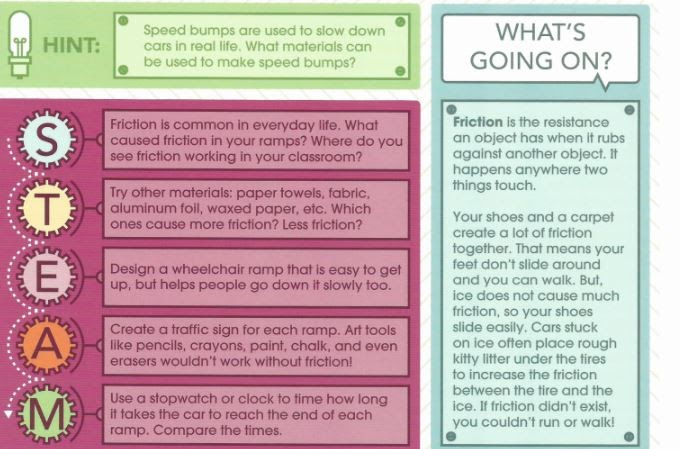 HINT:
Speed bumps are used to slow down
cars in real life. What materials can
be used to make speed bumps?
S
Friction is common in everyday life. What
caused friction in your ramps? Where do you
see friction working in your classroom?
T
Try other materials: paper towels, fabric,
aluminum foil, waxed paper, etc. Which
ones cause more friction? Less friction?
E
Design a wheelchair ramp that is easy to get
up, but helps people go down it slowly too.
A
Create a traffic sign for each ramp. Art tools
like pencils, crayons, paint, chalk, and even
erasers wouldn't work without friction!
M
Use a stopwatch or clock to time how long
it takes the car to reach the end of each
ramp. Compare the times.
WHAT'S
GOING ON?
Friction is the resistance
an object has when it rubs
against another object. It
happens anywhere two
things touch.
Your shoes and a carpet
create a lot of friction
together. That means your
feet don't slide around
and you can walk. But,
ice does not cause much
friction, so your shoes
slide easily. Cars stuck
on ice often place rough
kitty litter under the tires
to increase the friction
between the tire and the
ice. If friction didn't exist,
you couldn't run or walk!